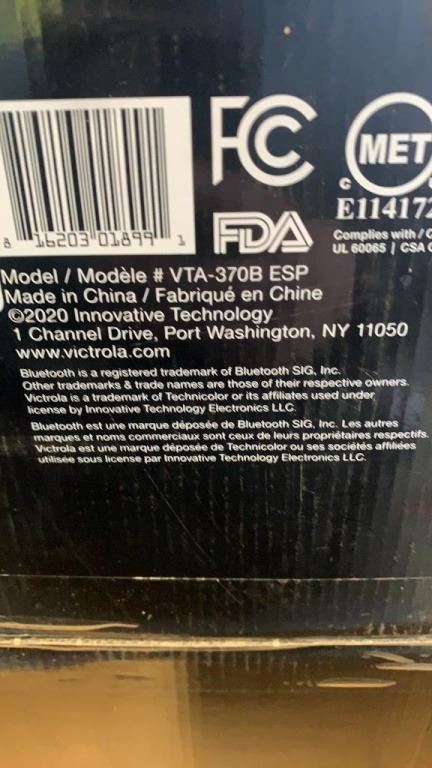 FC
MET
C
E114172
8 16203 01899 1
FDA
Complies with / C
UL 60065 | CSA C
Model / Modèle # VTA-370B ESP
Made in China / Fabriqué en Chine
©2020 Innovative Technology
1 Channel Drive, Port Washington, NY 11050
www.victrola.com
Bluetooth is a registered trademark of Bluetooth SIG, Inc.
Other trademarks & trade names are those of their respective owners.
Victrola is a trademark of Technicolor or its affiliates used under
license by Innovative Technology Electronics LLC.
Bluetooth est une marque déposée de Bluetooth SIG, Inc. Les autres
marques et noms commerciaux sont ceux de leurs propriétaires respectifs.
Victrola est une marque déposée de Technicolor ou ses sociétés affiliées
utilisée sous license par Innovative Technology Electronics LLC.